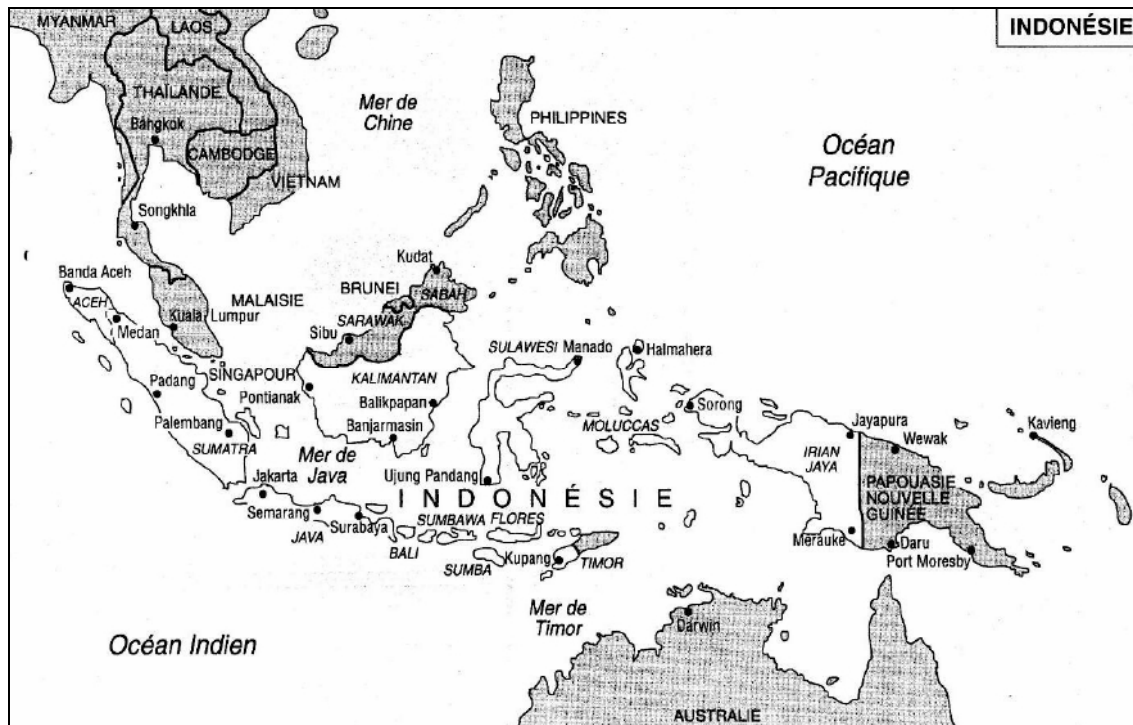 INDONÉSIE
MYANMAR
LAOS
THAÏLANDE
Bangkok
CAMBODGE
VIETNAM
Mer de
Chine
PHILIPPINES
Océan
Pacifique
Songkhla
Kudat
Banda Aceh
ACEH
MALAISIE
BRUNEI
SABAH
Kuala Lumpur
SARAWAK
Sibu
Medan
SULAWESI
Manado
Halmahera
SINGAPOUR
KALIMANTAN
Padang
Pontianak
Balikpapan
Sorong
Palembang
Banjarmasin
MOLUCCAS
Jayapura
Kavieng
SUMATRA
Mer de
Java
Wewak
IRIAN
JAYA
Jakarta
Ujung Pandang
PAPOUASIE
NOUVELLE
GUINÉE
INDONÉSIE
Semarang
Surabaya
SUMBAWA
FLORES
JAVA
BALI
Merauke
Daru
Port Moresby
SUMBA
Kupang
TIMOR
Mer de
Timor
Darwin
Océan Indien
AUSTRALIE